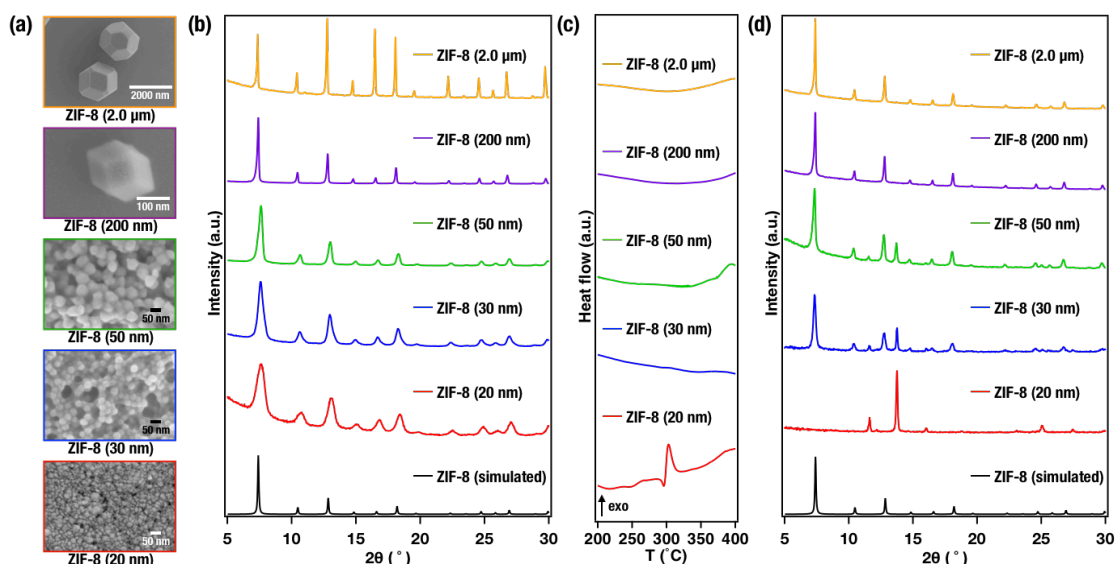 (a)
2000 nm
ZIF-8 (2.0 µm)
100 nm
ZIF-8 (200 nm)
50 nm
ZIF-8 (50 nm)
50 nm
ZIF-8 (30 nm)
50 nm
ZIF-8 (20 nm)
(b)
Intensity (a.u.)
ZIF-8 (2.0 µm)
ZIF-8 (200 nm)
ZIF-8 (50 nm)
ZIF-8 (30 nm)
ZIF-8 (20 nm)
ZIF-8 (simulated)
5 10 15 20 25 30
2θ (˚)
(c)
Heat flow (a.u.)
ZIF-8 (2.0 µm)
ZIF-8 (200 nm)
ZIF-8 (50 nm)
ZIF-8 (30 nm)
ZIF-8 (20 nm)
exo
200 300 400
T (˚C)
(d)
Intensity (a.u.)
ZIF-8 (2.0 µm)
ZIF-8 (200 nm)
ZIF-8 (50 nm)
ZIF-8 (30 nm)
ZIF-8 (20 nm)
ZIF-8 (simulated)
5 10 15 20 25 30
2θ (˚)